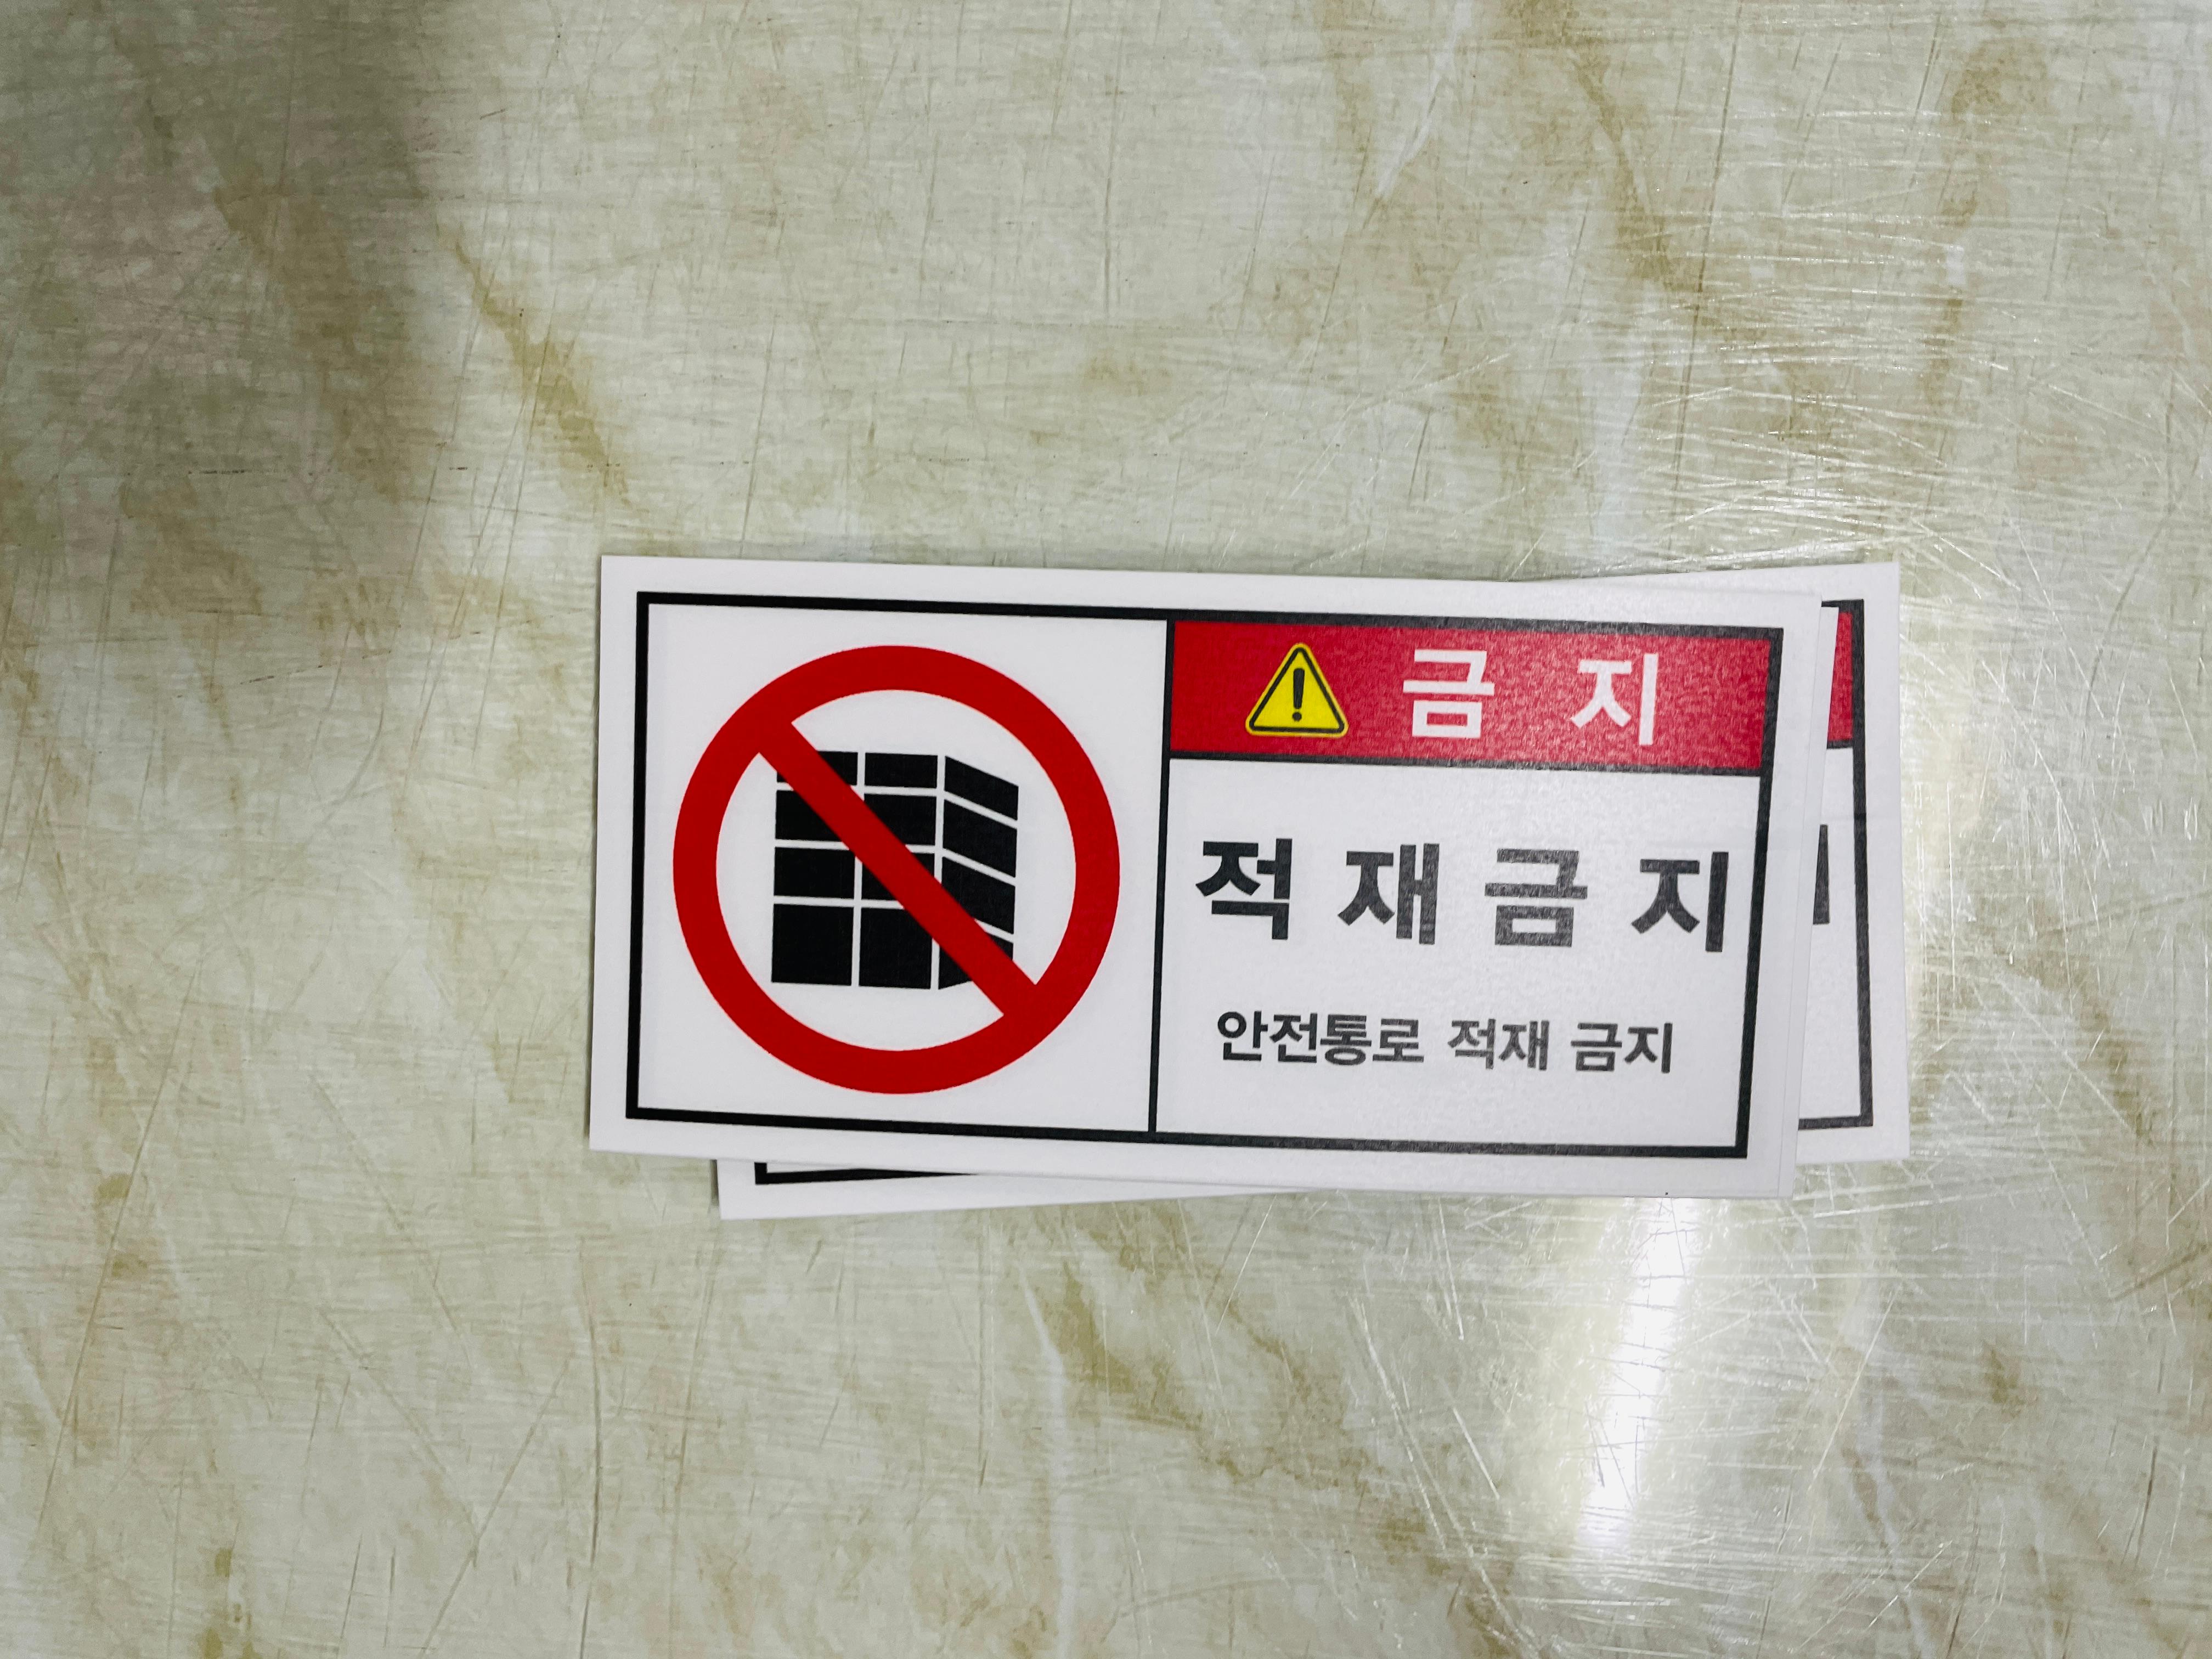 금 지
적 재 금 지
안전통로 적재 금지